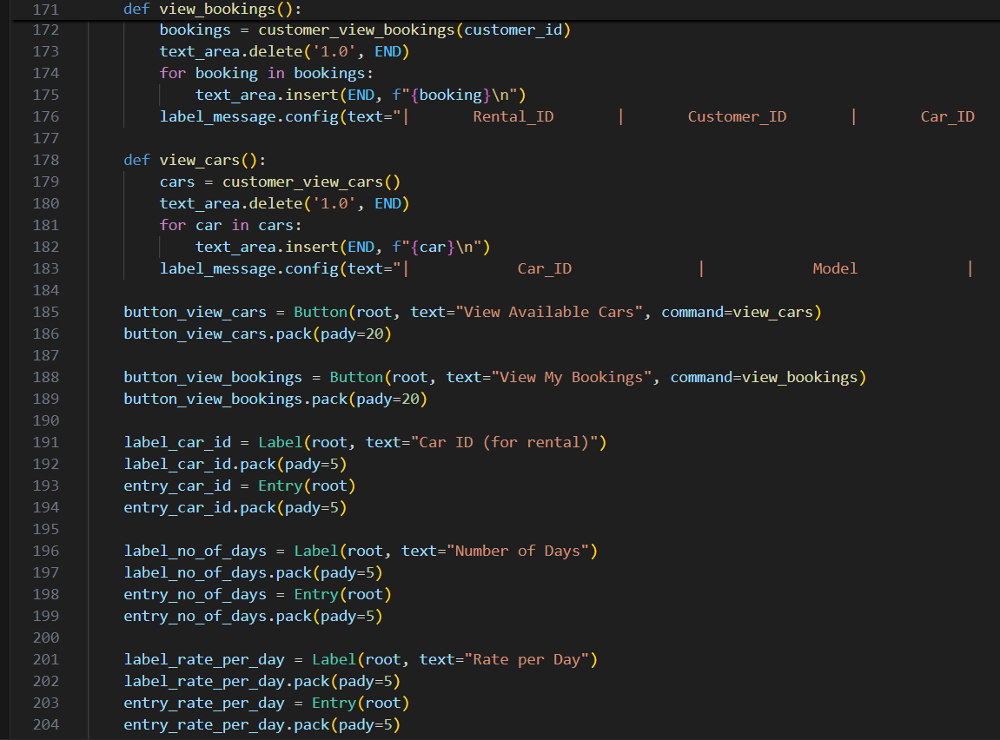 171 def view_bookings():
172 bookings = customer_view_bookings(customer_id)
173 text_area.delete('1.0', END)
174 for booking in bookings:
175 text_area.insert(END, f"{booking}\n")
176 label_message.config(text="| Rental_ID | Customer_ID | Car_ID
177
178 def view_cars():
179 cars = customer_view_cars()
180 text_area.delete('1.0', END)
181 for car in cars:
182 text_area.insert(END, f"{car}\n")
183 label_message.config(text="| Car_ID | Model |
184
185 button_view_cars = Button(root, text="View Available Cars", command=view_cars)
186 button_view_cars.pack(pady=20)
187
188 button_view_bookings = Button(root, text="View My Bookings", command=view_bookings)
189 button_view_bookings.pack(pady=20)
190
191 label_car_id = Label(root, text="Car ID (for rental)")
192 label_car_id.pack(pady=5)
193 entry_car_id = Entry(root)
194 entry_car_id.pack(pady=5)
195
196 label_no_of_days = Label(root, text="Number of Days")
197 label_no_of_days.pack(pady=5)
198 entry_no_of_days = Entry(root)
199 entry_no_of_days.pack(pady=5)
200
201 label_rate_per_day = Label(root, text="Rate per Day")
202 label_rate_per_day.pack(pady=5)
203 entry_rate_per_day = Entry(root)
204 entry_rate_per_day.pack(pady=5)